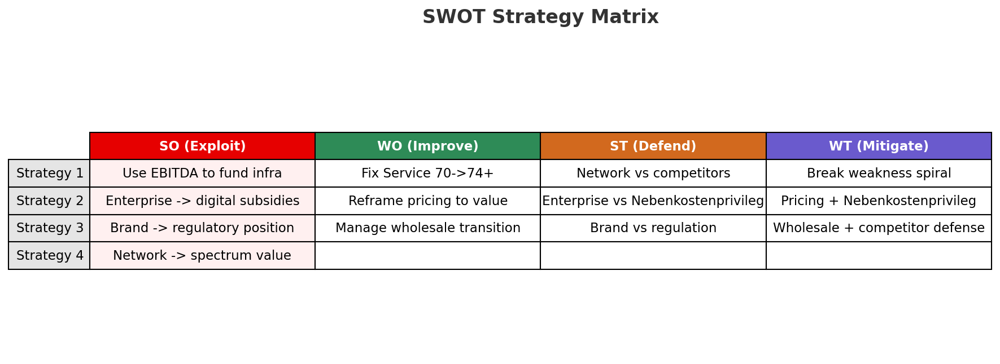 SWOT Strategy Matrix
SO (Exploit) WO (Improve) ST (Defend) WT (Mitigate)
Strategy 1 Use EBITDA to fund infra Fix Service 70->74+ Network vs competitors Break weakness spiral
Strategy 2 Enterprise -> digital subsidies Reframe pricing to value Enterprise vs Nebenkostenprivileg Pricing + Nebenkostenprivileg
Strategy 3 Brand -> regulatory position Manage wholesale transition Brand vs regulation Wholesale + competitor defense
Strategy 4 Network -> spectrum value